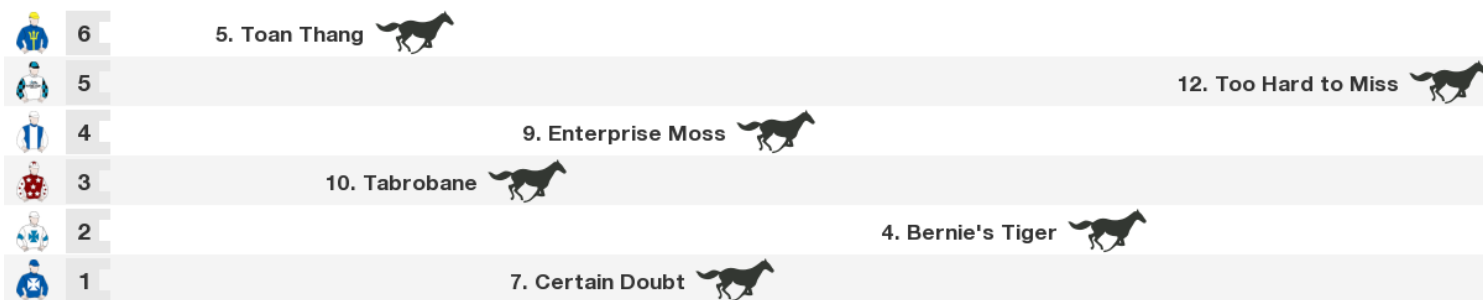 6 5. Toan Thang
5 12. Too Hard to Miss
4 9. Enterprise Moss
3 10. Tabrobane
2 4. Bernie's Tiger
1 7. Certain Doubt